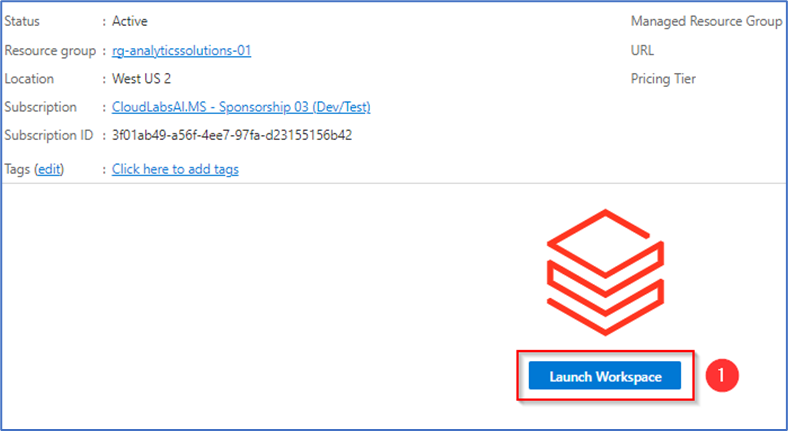 Status : Active Managed Resource Group
Resource group : rg-analyticssolutions-01 URL
Location : West US 2 Pricing Tier
Subscription : CloudLabsAI.MS - Sponsorship 03 (Dev/Test)
Subscription ID : 3f01ab49-a56f-4ee7-97fa-d23155156b42
Tags (edit) : Click here to add tags
Launch Workspace 1